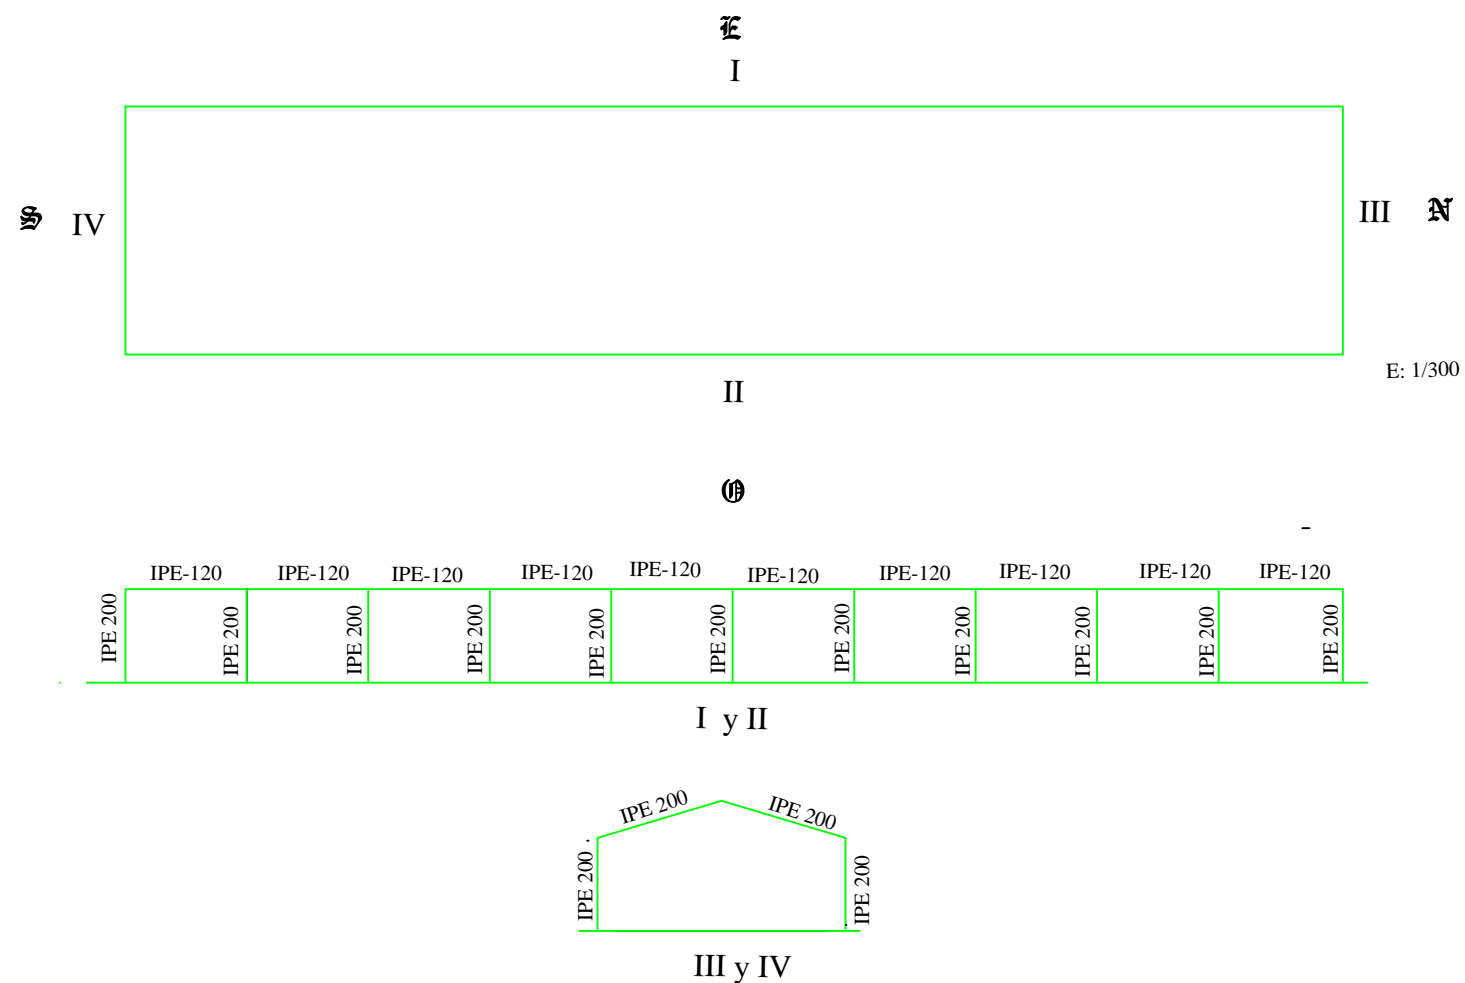 E
I
S IV III N
II
E: 1/300
O
-
IPE-120 IPE-120 IPE-120 IPE-120 IPE-120 IPE-120 IPE-120 IPE-120 IPE-120 IPE-120
IPE 200 IPE 200 IPE 200 IPE 200 IPE 200 IPE 200 IPE 200 IPE 200 IPE 200 IPE 200 IPE 200
I y II
IPE 200 IPE 200
IPE 200 IPE 200
III y IV